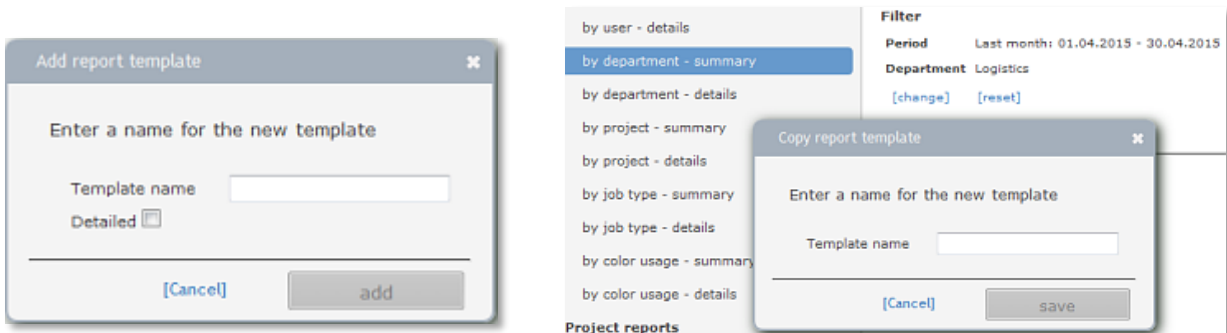 Add report template
Enter a name for the new template
Template name
Detailed
[Cancel] add
by user - details
by department - summary
by department - details
by project - summary
by project - details
by job type - summary
by job type - details
by color usage - summary
by color usage - details
Project reports
Filter
Period Last month: 01.04.2015 - 30.04.2015
Department Logistics
[change] [reset]
Copy report template
Enter a name for the new template
Template name
[Cancel] save